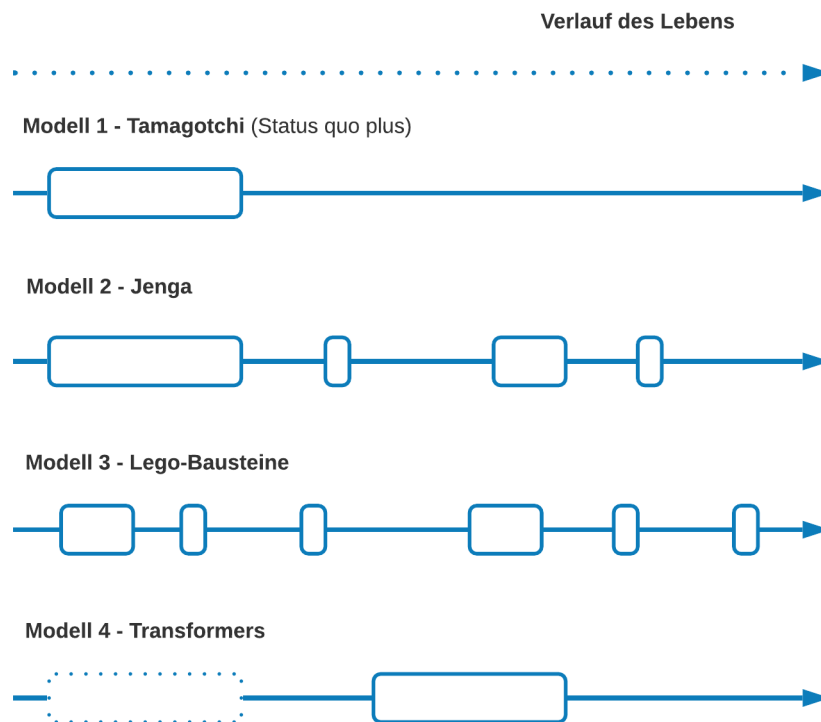 Verlauf des Lebens
Modell 1 - Tamagotchi (Status quo plus)
Modell 2 - Jenga
Modell 3 - Lego-Bausteine
Modell 4 - Transformers